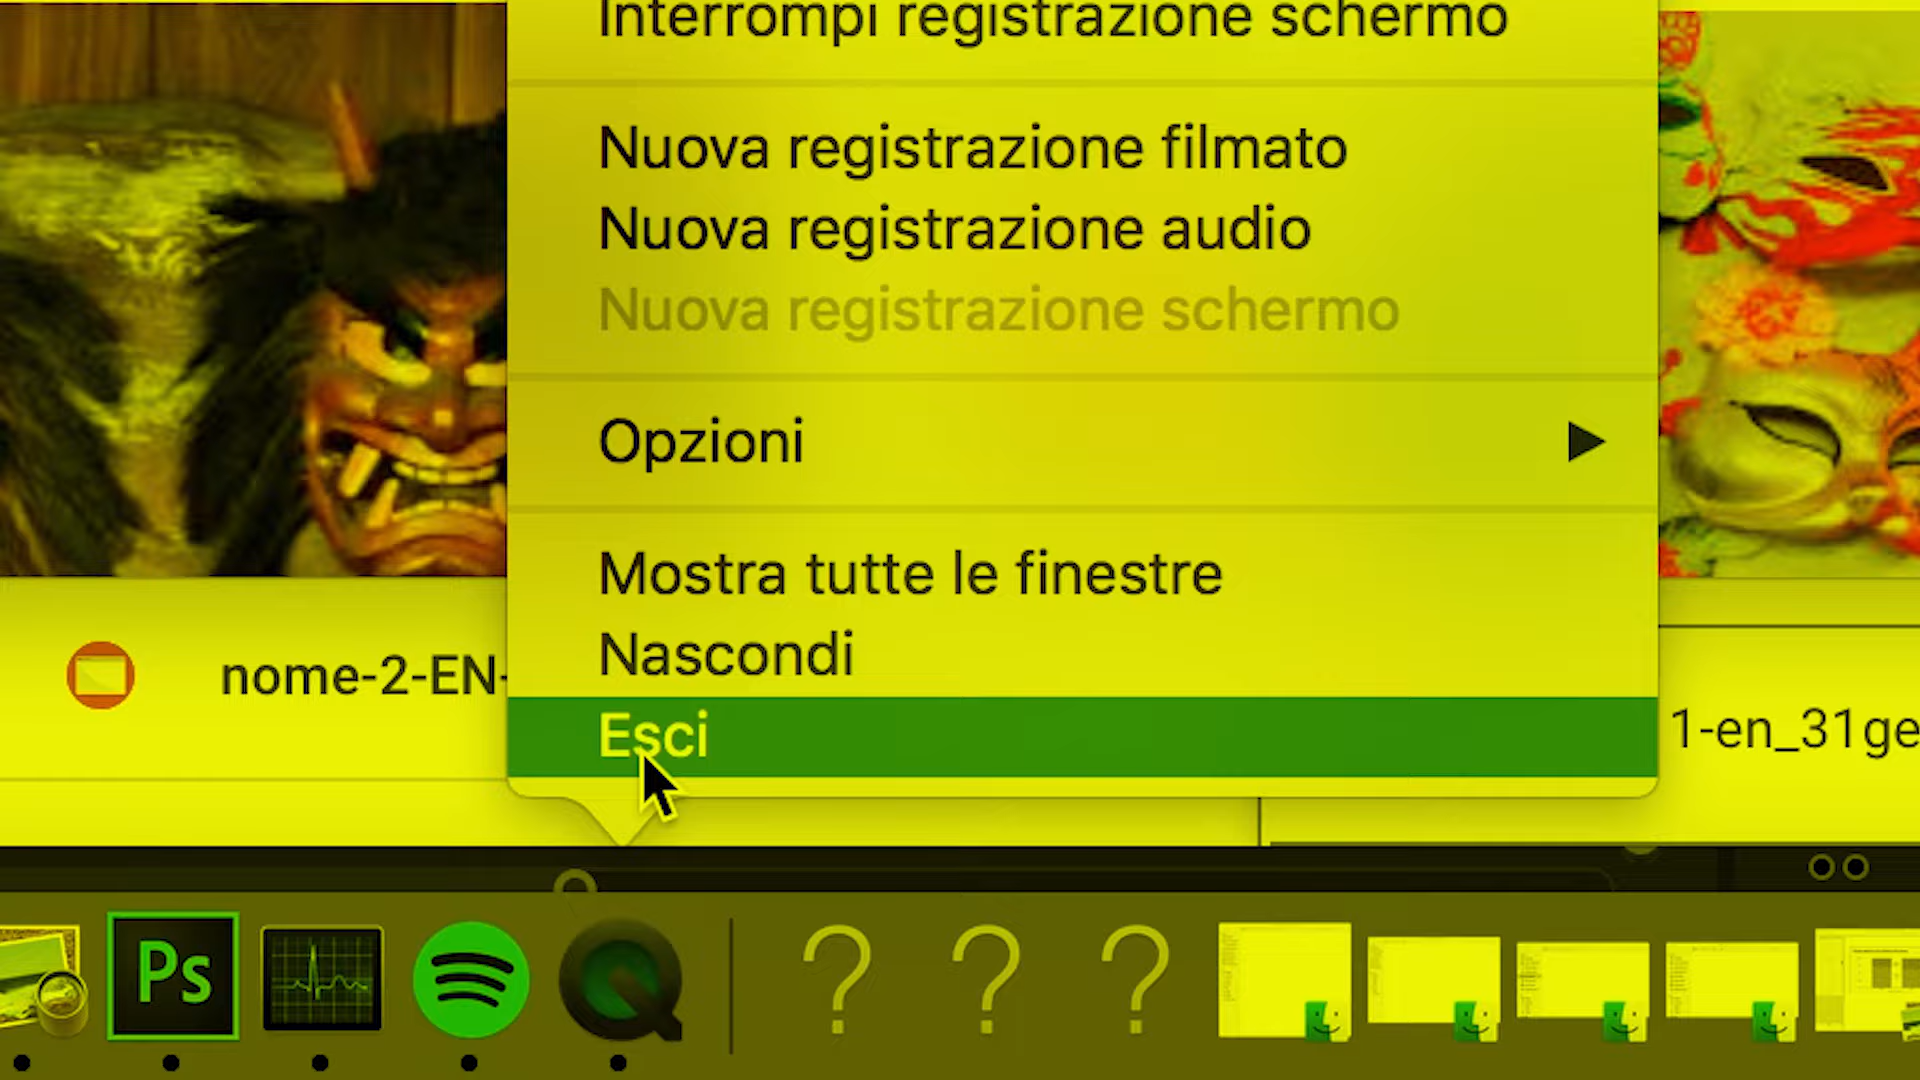 Interrompi registrazione schermo
Nuova registrazione filmato
Nuova registrazione audio
Nuova registrazione schermo
Opzioni
Mostra tutte le finestre
Nascondi
nome-2-EN-
Esci
1-en_31ge
Ps
? ? ?